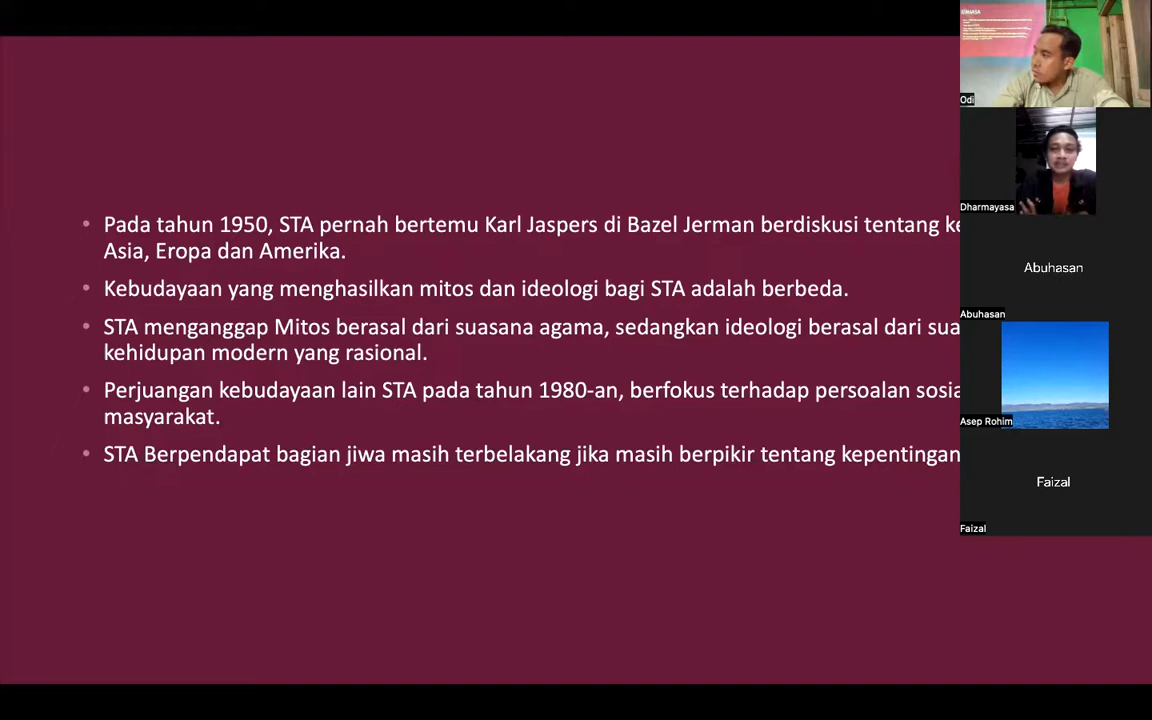 Pada tahun 1950, STA pernah bertemu Karl Jaspers di Bazel Jerman berdiskusi tentang
Asia, Eropa dan Amerika.
Kebudayaan yang menghasilkan mitos dan ideologi bagi STA adalah berbeda.
STA menganggap Mitos berasal dari suasana agama, sedangkan ideologi berasal dari
kehidupan modern yang rasional.
Perjuangan kebudayaan lain STA pada tahun 1980-an, berfokus terhadap persoalan
masyarakat.
STA Berpendapat bagian jiwa masih terbelakang jika masih berpikir tentang kepentingan
Odi
Dharmayasa
Abuhasan
Abuhasan
Asep Rohim
Faizal
Faizal